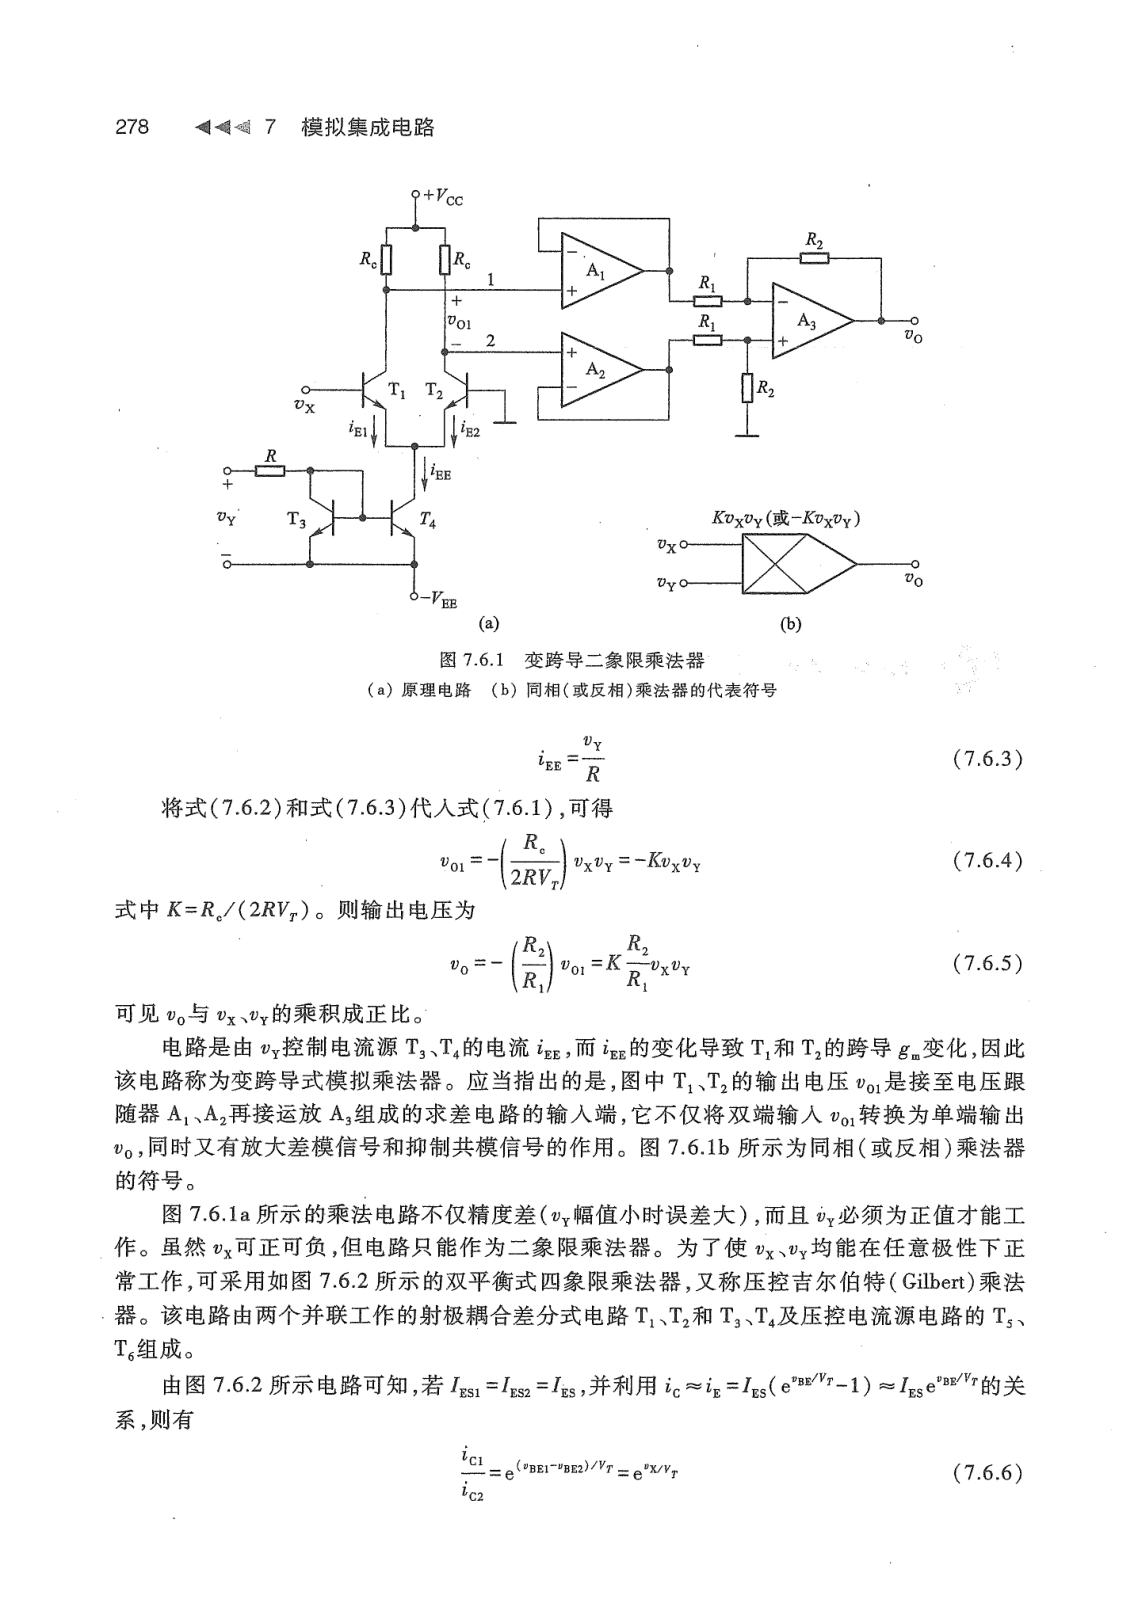 278 7 模拟集成电路
+V_CC
R_c R_c
1
+
v_O1
−
2
A_1
−
+
A_2
+
−
R_1
R_1
R_2
A_3
−
+
v_O
R_2
v_X
T_1 T_2
i_E1 i_E2
i_EE
R
+
v_Y
−
T_3 T_4
−V_EE
(a)
Kv_Xv_Y(或−Kv_Xv_Y)
v_X
v_Y
v_O
(b)
图 7.6.1 变跨导二象限乘法器
(a) 原理电路 (b) 同相(或反相)乘法器的代表符号
i_EE = v_Y/R (7.6.3)
将式(7.6.2)和式(7.6.3)代入式(7.6.1),可得
v_O1 = −(R_c/2RV_T) v_Xv_Y = −Kv_Xv_Y (7.6.4)
式中 K=R_c/(2RV_T)。则输出电压为
v_O = −(R_2/R_1) v_O1 = K R_2/R_1 v_Xv_Y (7.6.5)
可见 v_O与 v_X、v_Y的乘积成正比。
电路是由 v_Y控制电流源 T_3、T_4的电流 i_EE,而 i_EE的变化导致 T_1和 T_2的跨导 g_m变化,因此
该电路称为变跨导式模拟乘法器。应当指出的是,图中 T_1、T_2的输出电压 v_O1是接至电压跟
随器 A_1、A_2再接运放 A_3组成的求差电路的输入端,它不仅将双端输入 v_O1转换为单端输出
v_O,同时又有放大差模信号和抑制共模信号的作用。图 7.6.1b 所示为同相(或反相)乘法器
的符号。
图 7.6.1a 所示的乘法电路不仅精度差(v_Y幅值小时误差大),而且 v_Y必须为正值才能工
作。虽然 v_X可正可负,但电路只能作为二象限乘法器。为了使 v_X、v_Y均能在任意极性下正
常工作,可采用如图 7.6.2 所示的双平衡式四象限乘法器,又称压控吉尔伯特(Gilbert)乘法
器。该电路由两个并联工作的射极耦合差分式电路 T_1、T_2和 T_3、T_4及压控电流源电路的 T_5、
T_6组成。
由图 7.6.2 所示电路可知,若 I_ES1=I_ES2=I_ES,并利用 i_C≈i_E=I_ES(e^{v_BE/V_T}−1)≈I_ES e^{v_BE/V_T}的关
系,则有
i_C1/i_C2 = e^{(v_BE1−v_BE2)/V_T} = e^{v_X/V_T} (7.6.6)